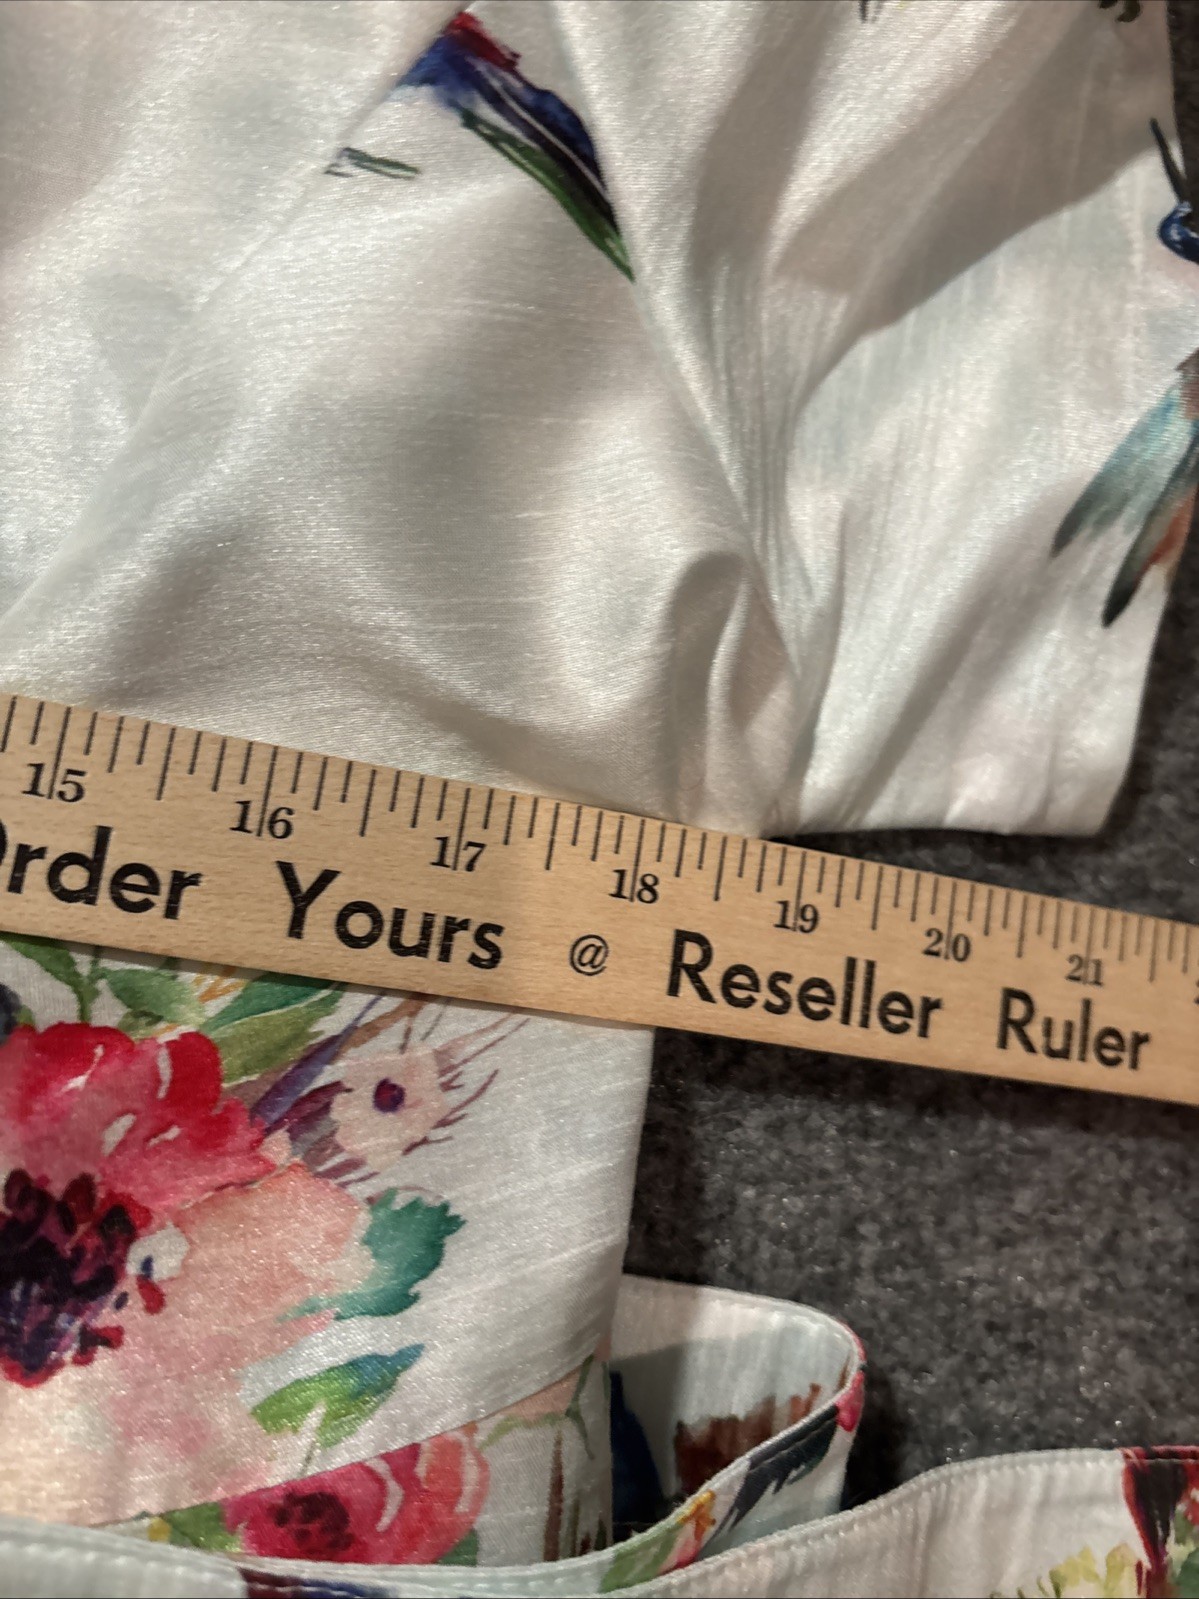 15 16 17 18 19 20 21
Order Yours @ Reseller Ruler